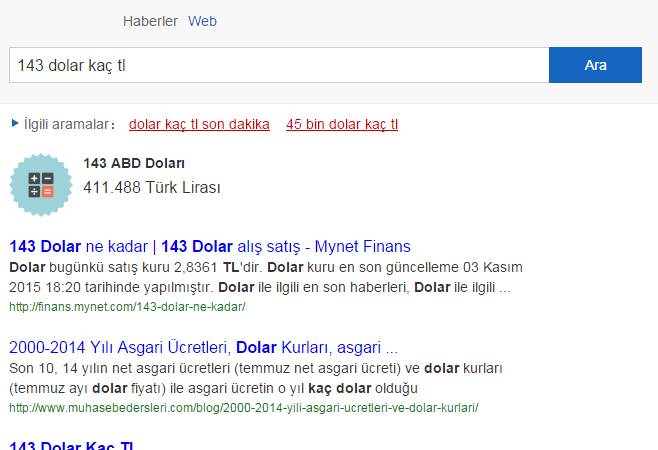 Haberler Web
143 dolar kaç tl
Ara
İlgili aramalar: dolar kaç tl son dakika 45 bin dolar kaç tl
143 ABD Doları
411.488 Türk Lirası
143 Dolar ne kadar | 143 Dolar alış satış - Mynet Finans
Dolar bugünkü satış kuru 2,8361 TL'dir. Dolar kuru en son güncelleme 03 Kasım
2015 18:20 tarihinde yapılmıştır. Dolar ile ilgili en son haberleri, Dolar ile ilgili ...
http://finans.mynet.com/143-dolar-ne-kadar/
2000-2014 Yılı Asgari Ücretleri, Dolar Kurları, asgari ...
Son 10, 14 yılın net asgari ücretleri (temmuz net asgari ücreti) ve dolar kurları
(temmuz ayı dolar fiyatı) ile asgari ücretin o yıl kaç dolar olduğu
http://www.muhasebedersleri.com/blog/2000-2014-yili-asgari-ucretleri-ve-dolar-kurlari/
143 Dolar Kaç TL